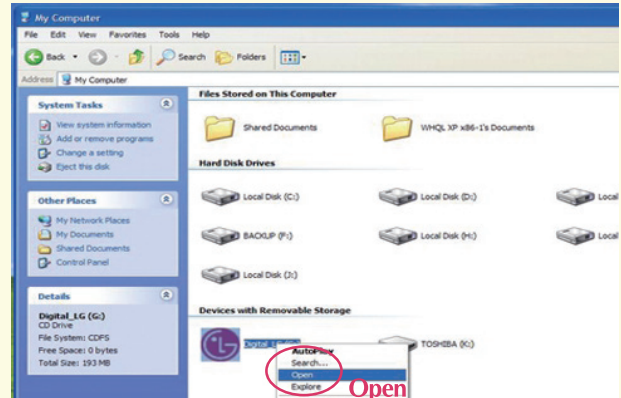 My Computer
File Edit View Favorites Tools Help
Back Search Folders
Address My Computer
System Tasks
View system information
Add or remove programs
Change a setting
Eject this disk
Other Places
My Network Places
My Documents
Shared Documents
Control Panel
Details
Digital_LG (G:)
CD Drive
File System: CDFS
Free Space: 0 bytes
Total Size: 193 MB
Files Stored on This Computer
Shared Documents WHQL XP x86-1's Documents
Hard Disk Drives
Local Disk (C:) Local Disk (D:) Local
BACKUP (F:) Local Disk (H:) Local
Local Disk (J:)
Devices with Removable Storage
TOSHIBA (K:)
AutoPlay
Search...
Open
Explore
Open